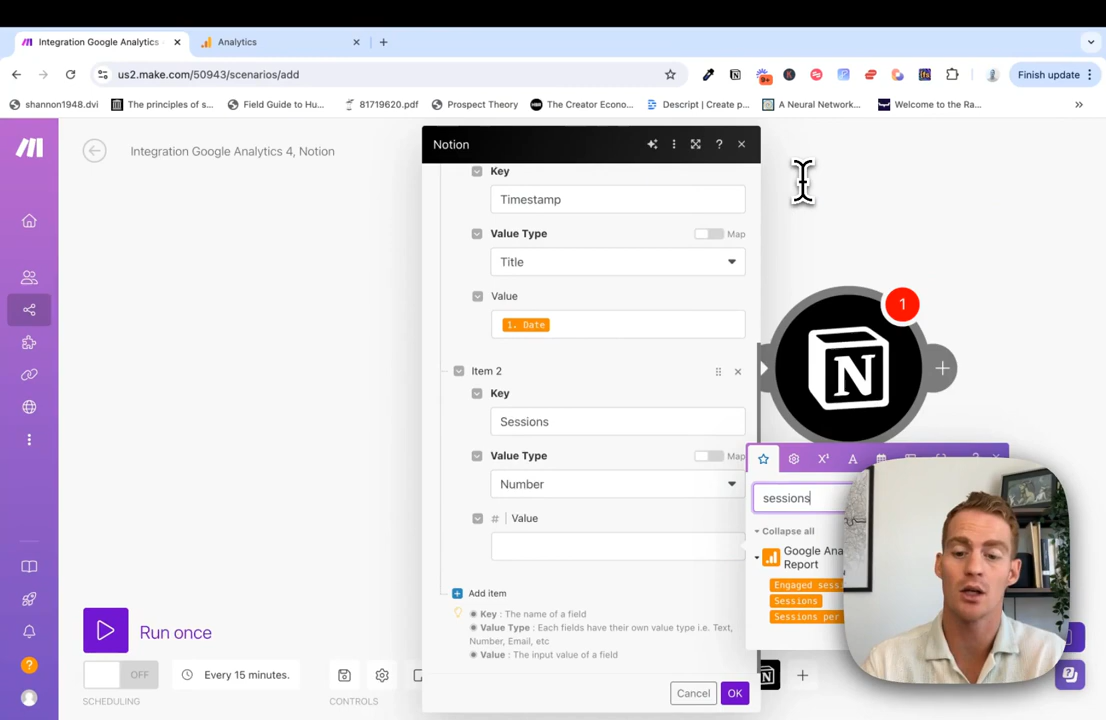 Integration Google Analytics
Analytics
us2.make.com/50943/scenarios/add
9+
Finish update
shannon1948.dvi
The principles of s...
Field Guide to Hu...
81719620.pdf
Prospect Theory
The Creator Econo...
Descript | Create p...
A Neural Network...
Welcome to the Ra...
Integration Google Analytics 4, Notion
Notion
Key
Timestamp
Value Type
Map
Title
Value
1. Date
Item 2
Key
Sessions
Value Type
Map
Number
# Value
Add item
Key : The name of a field
Value Type : Each fields have their own value type i.e. Text,
Number, Email, etc
Value : The input value of a field
Cancel
OK
1
N
sessions
Collapse all
Google Ana
Report
Engaged sess
Sessions
Sessions per
Run once
OFF
Every 15 minutes.
SCHEDULING
CONTROLS